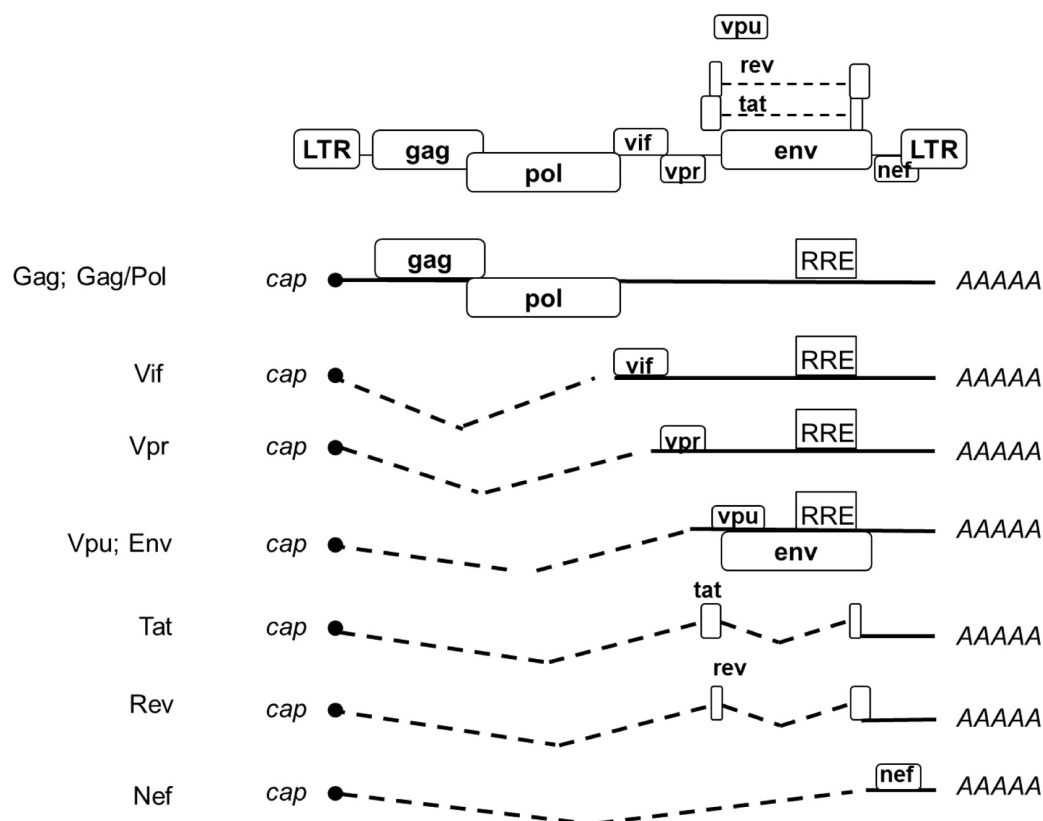 vpu
rev
tat
LTR gag pol vif vpr env nef LTR
Gag; Gag/Pol cap gag pol RRE AAAAA
Vif cap vif RRE AAAAA
Vpr cap vpr RRE AAAAA
Vpu; Env cap vpu env RRE AAAAA
tat
Tat cap AAAAA
rev
Rev cap AAAAA
Nef cap nef AAAAA